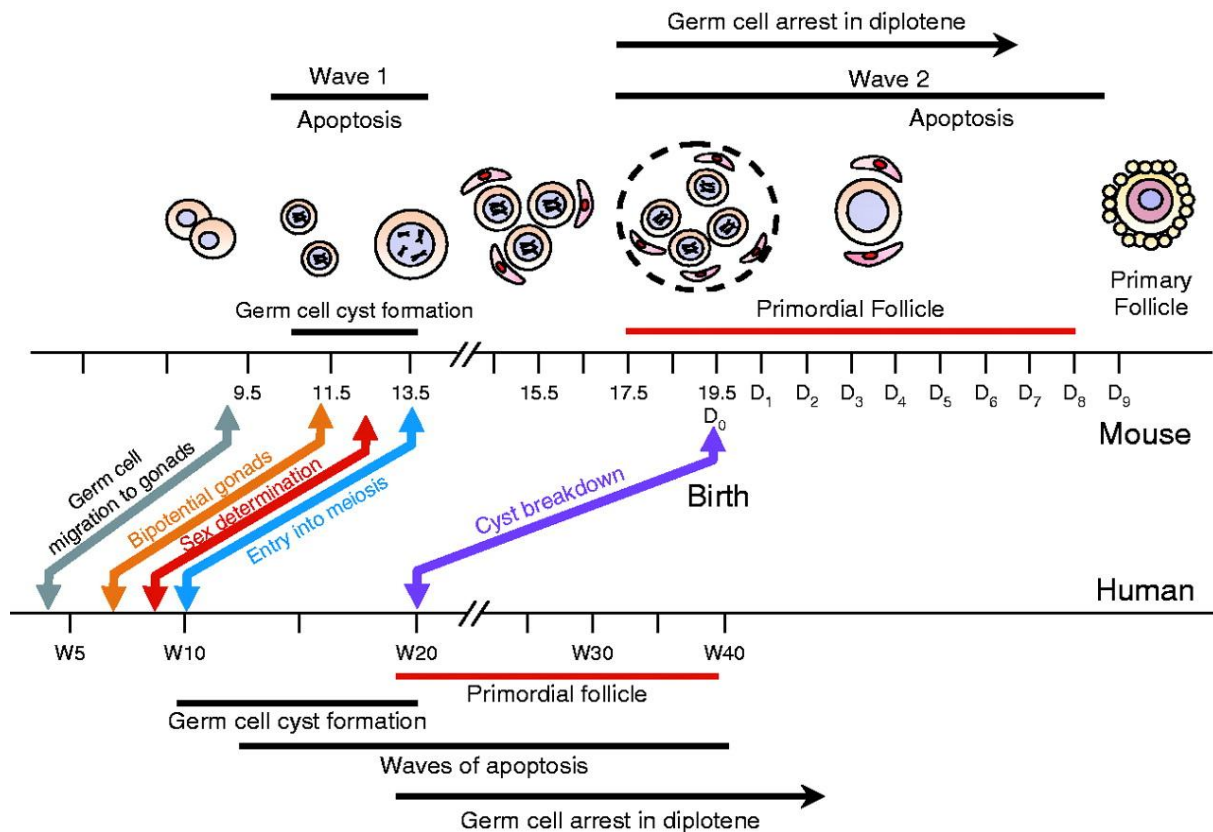 Germ cell arrest in diplotene
Wave 1
Wave 2
Apoptosis
Apoptosis
Germ cell cyst formation
Primordial Follicle
Primary
Follicle
9.5 11.5 13.5 15.5 17.5 19.5 D1 D2 D3 D4 D5 D6 D7 D8 D9
D0
Mouse
Germ cell
migration to gonads
Bipotential gonads
Sex determination
Entry into meiosis
Cyst breakdown
Birth
Human
W5 W10 W20 W30 W40
Primordial follicle
Germ cell cyst formation
Waves of apoptosis
Germ cell arrest in diplotene